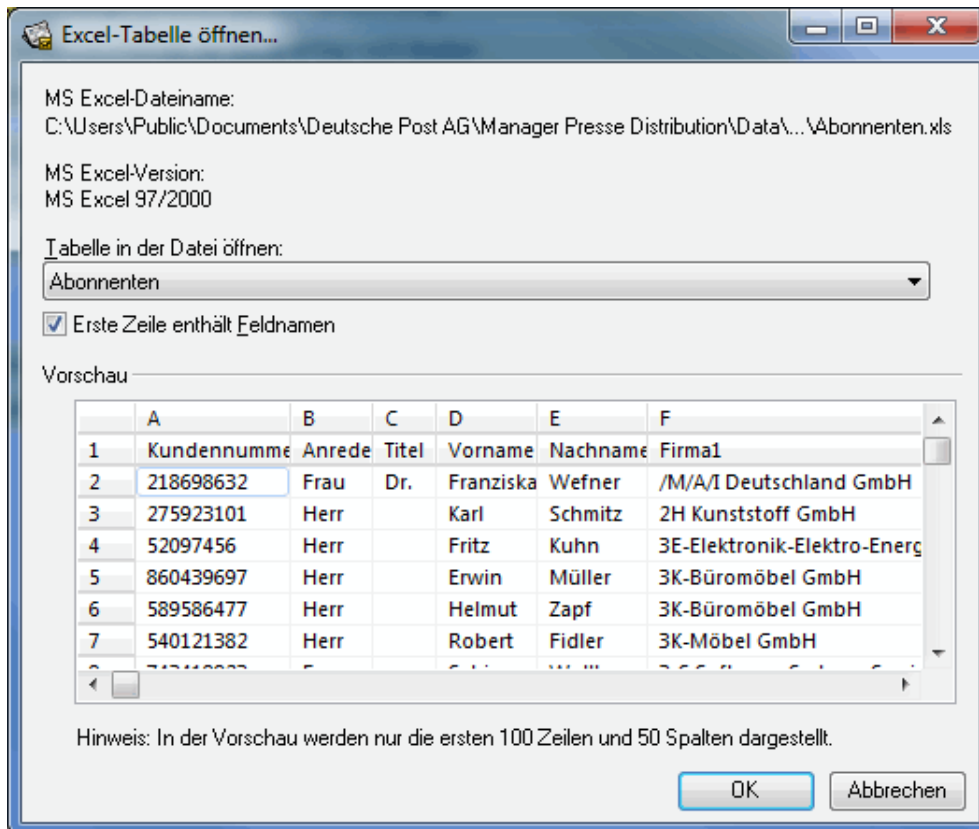 Excel-Tabelle öffnen...
MS Excel-Dateiname:
C:\Users\Public\Documents\Deutsche Post AG\Manager Presse Distribution\Data\...\Abonnenten.xls
MS Excel-Version:
MS Excel 97/2000
Tabelle in der Datei öffnen:
Abonnenten
Erste Zeile enthält Feldnamen
Vorschau
A B C D E F
1 Kundennumme Anrede Titel Vorname Nachname Firma1
2 218698632 Frau Dr. Franziska Wefner /M/A/I Deutschland GmbH
3 275923101 Herr Karl Schmitz 2H Kunststoff GmbH
4 52097456 Herr Fritz Kuhn 3E-Elektronik-Elektro-Energ
5 860439697 Herr Erwin Müller 3K-Büromöbel GmbH
6 589586477 Herr Helmut Zapf 3K-Büromöbel GmbH
7 540121382 Herr Robert Fidler 3K-Möbel GmbH
Hinweis: In der Vorschau werden nur die ersten 100 Zeilen und 50 Spalten dargestellt.
OK Abbrechen